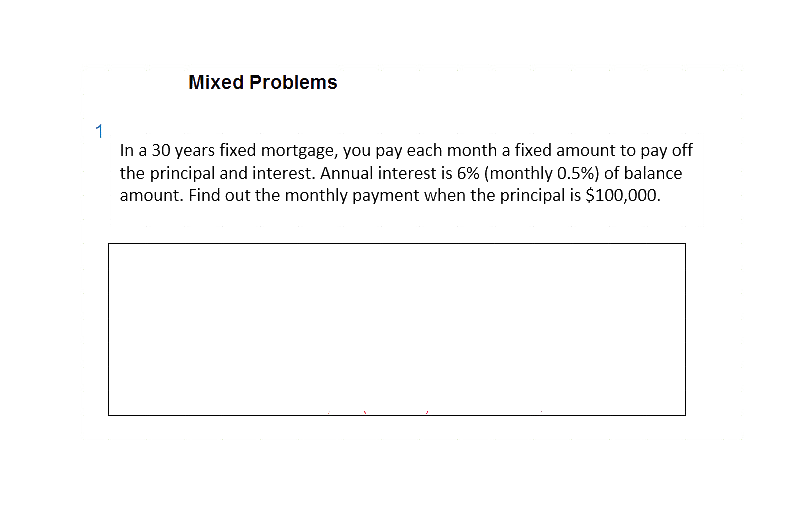 Mixed Problems
1
In a 30 years fixed mortgage, you pay each month a fixed amount to pay off
the principal and interest. Annual interest is 6% (monthly 0.5%) of balance
amount. Find out the monthly payment when the principal is $100,000.